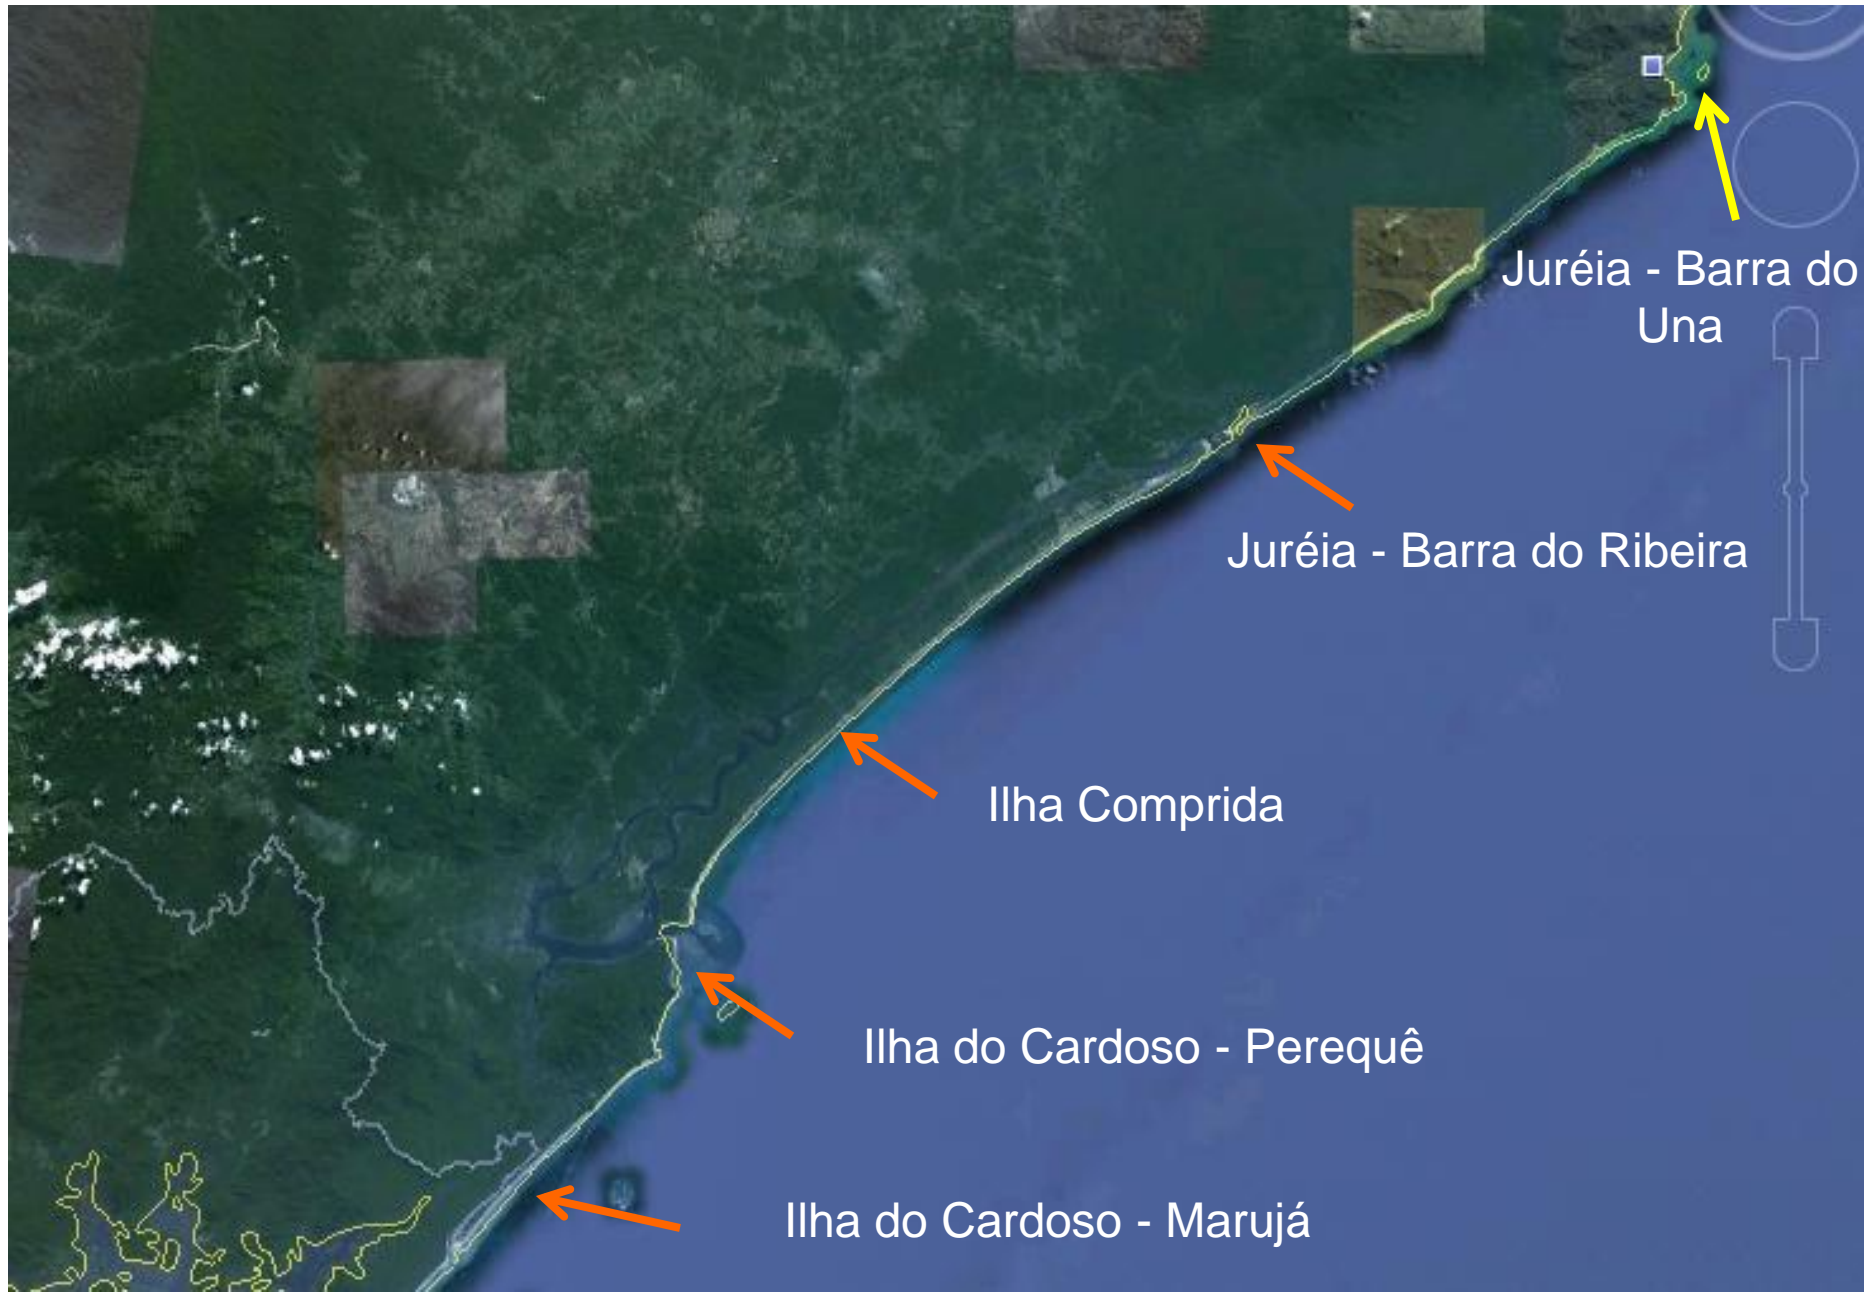 Juréia - Barra do
Una
Juréia - Barra do Ribeira
Ilha Comprida
Ilha do Cardoso - Perequê
Ilha do Cardoso - Marujá